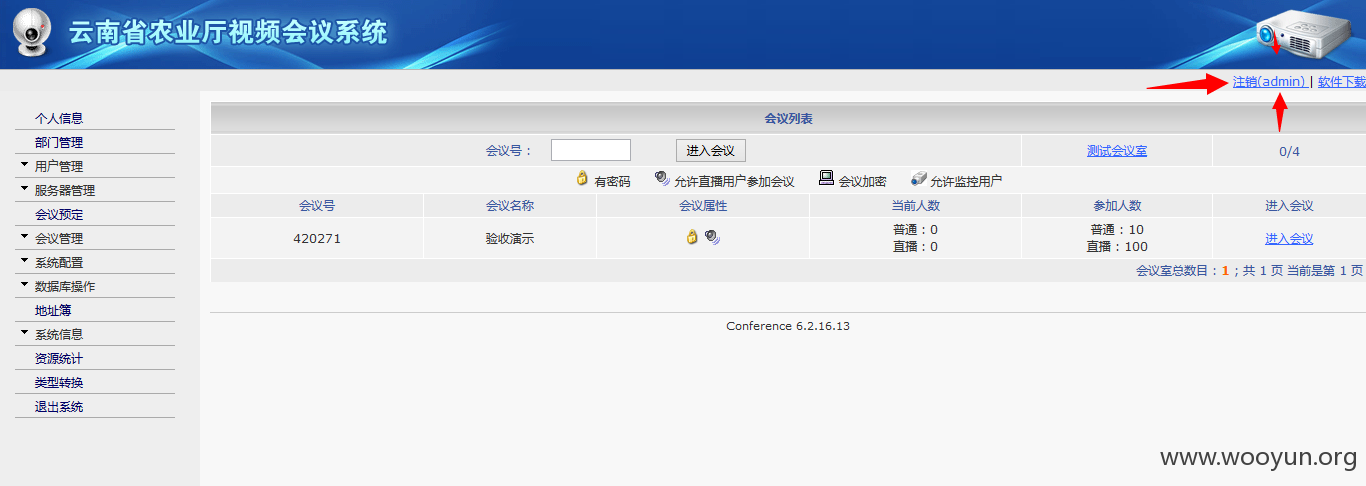 云南省农业厅视频会议系统
注销(admin) | 软件下载
个人信息
部门管理
用户管理
服务器管理
会议预定
会议管理
系统配置
数据库操作
地址簿
系统信息
资源统计
类型转换
退出系统
会议列表
会议号： 进入会议 测试会议室 0/4
有密码 允许直播用户参加会议 会议加密 允许监控用户
会议号 会议名称 会议属性 当前人数 参加人数 进入会议
420271 验收演示 普通：0 普通：10 进入会议
直播：0 直播：100
会议室总数目：1；共 1 页 当前是第 1 页
Conference 6.2.16.13
www.wooyun.org